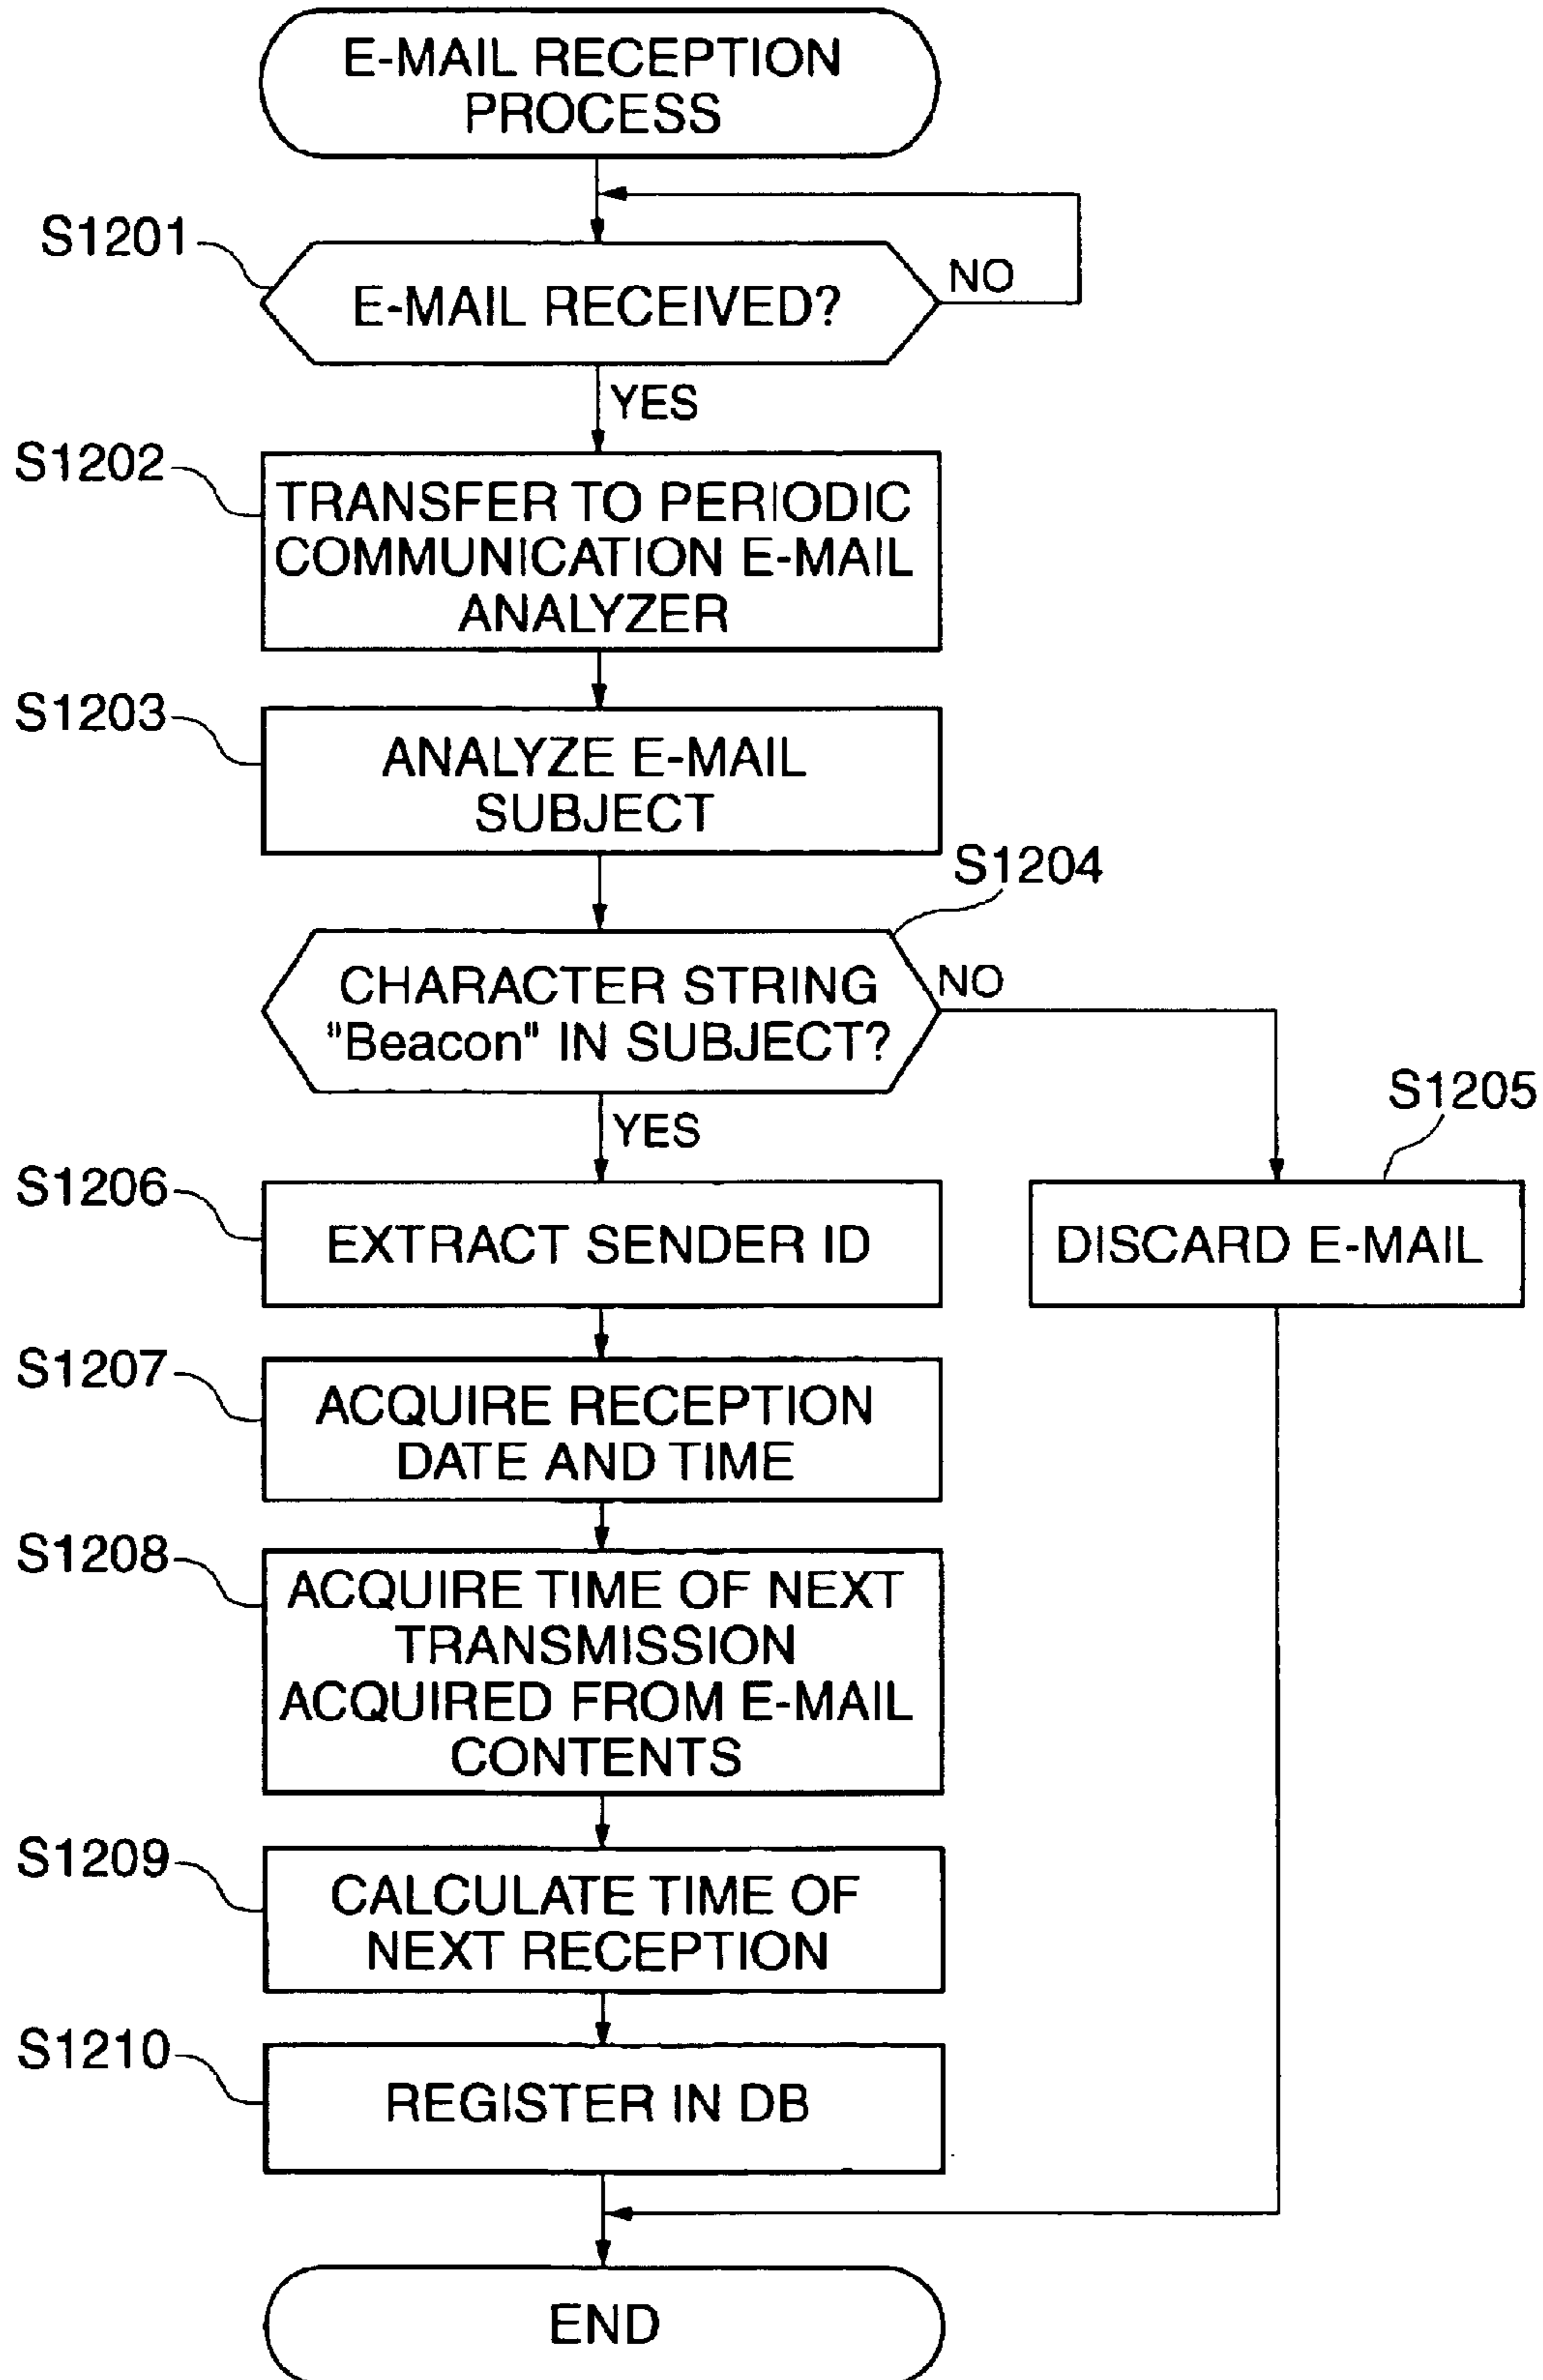 E-MAIL RECEPTION
PROCESS
S1201
E-MAIL RECEIVED?
NO
YES
S1202
TRANSFER TO PERIODIC
COMMUNICATION E-MAIL
ANALYZER
S1203
ANALYZE E-MAIL
SUBJECT
S1204
CHARACTER STRING
"Beacon" IN SUBJECT?
NO
YES
S1205
DISCARD E-MAIL
S1206
EXTRACT SENDER ID
S1207
ACQUIRE RECEPTION
DATE AND TIME
S1208
ACQUIRE TIME OF NEXT
TRANSMISSION
ACQUIRED FROM E-MAIL
CONTENTS
S1209
CALCULATE TIME OF
NEXT RECEPTION
S1210
REGISTER IN DB
END